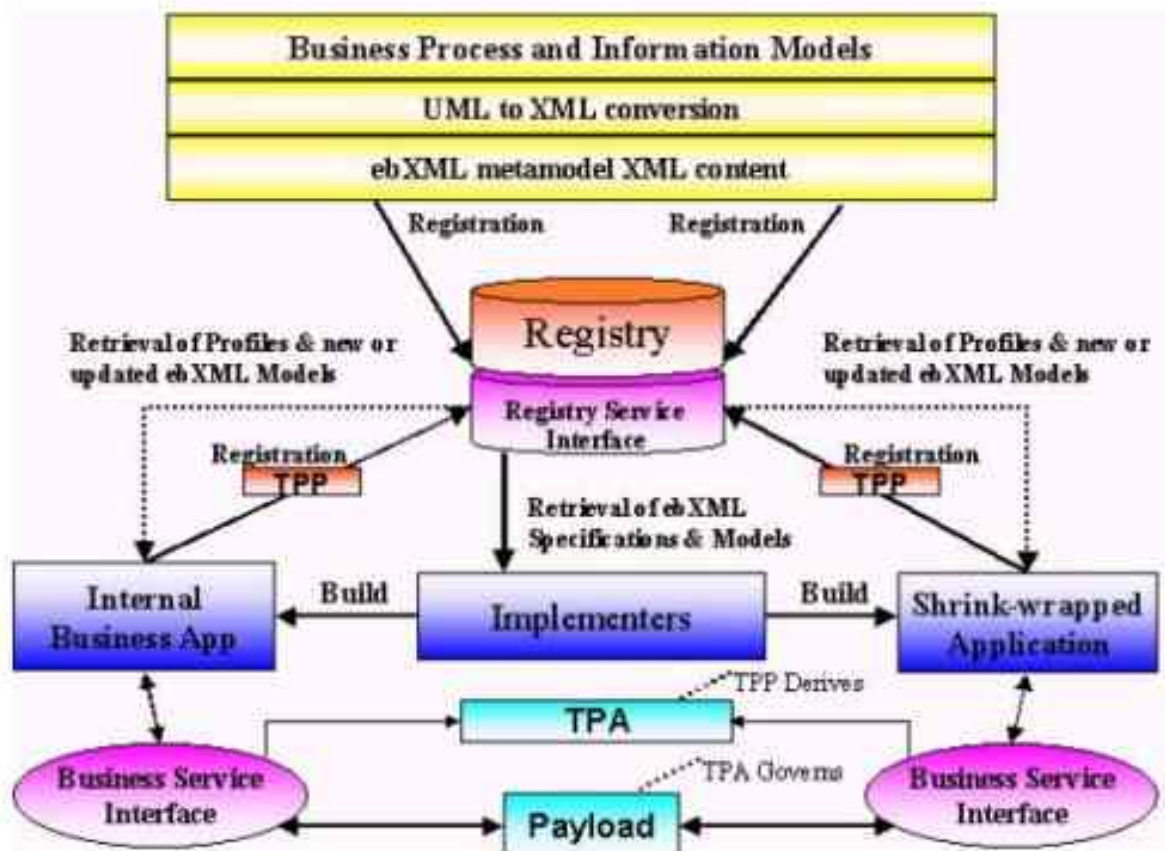 Business Process and Information Models
UML to XML conversion
ebXML metamodel XML content
Registration
Registration
Registry
Retrieval of Profiles & new or
updated ebXML Models
Retrieval of Profiles & new or
updated ebXML Models
Registry Service
Interface
Registration
TPP
Registration
TPP
Retrieval of ebXML
Specifications & Models
Internal
Business App
Build
Implementers
Build
Shrink-wrapped
Application
TPP Derives
TPA
Business Service
Interface
TPA Governs
Business Service
Interface
Payload